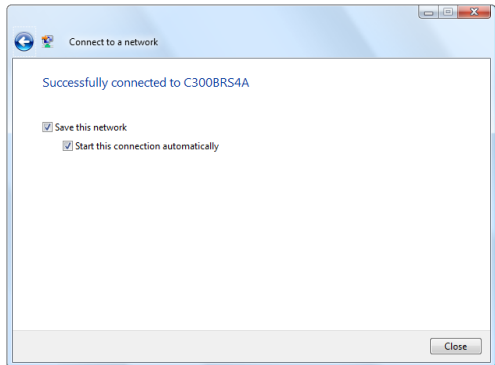 Connect to a network
Successfully connected to C300BRS4A
Save this network
Start this connection automatically
Close